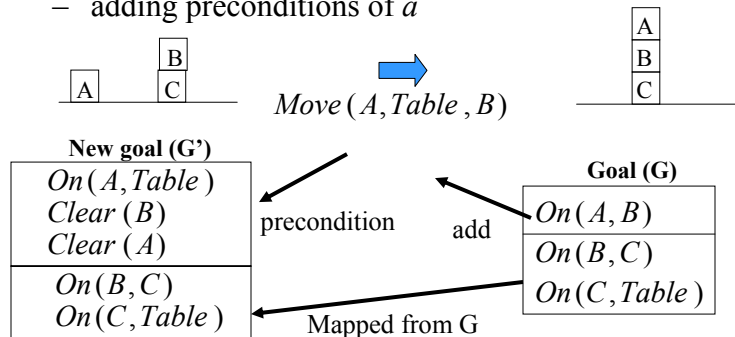 – adding preconditions of a
A
B
C
Move (A, Table , B)
A
B
C
New goal (G’)
On (A, Table )
Clear (B)
Clear (A)
On (B, C)
On (C, Table )
precondition
add
Mapped from G
Goal (G)
On (A, B)
On (B, C)
On (C, Table )